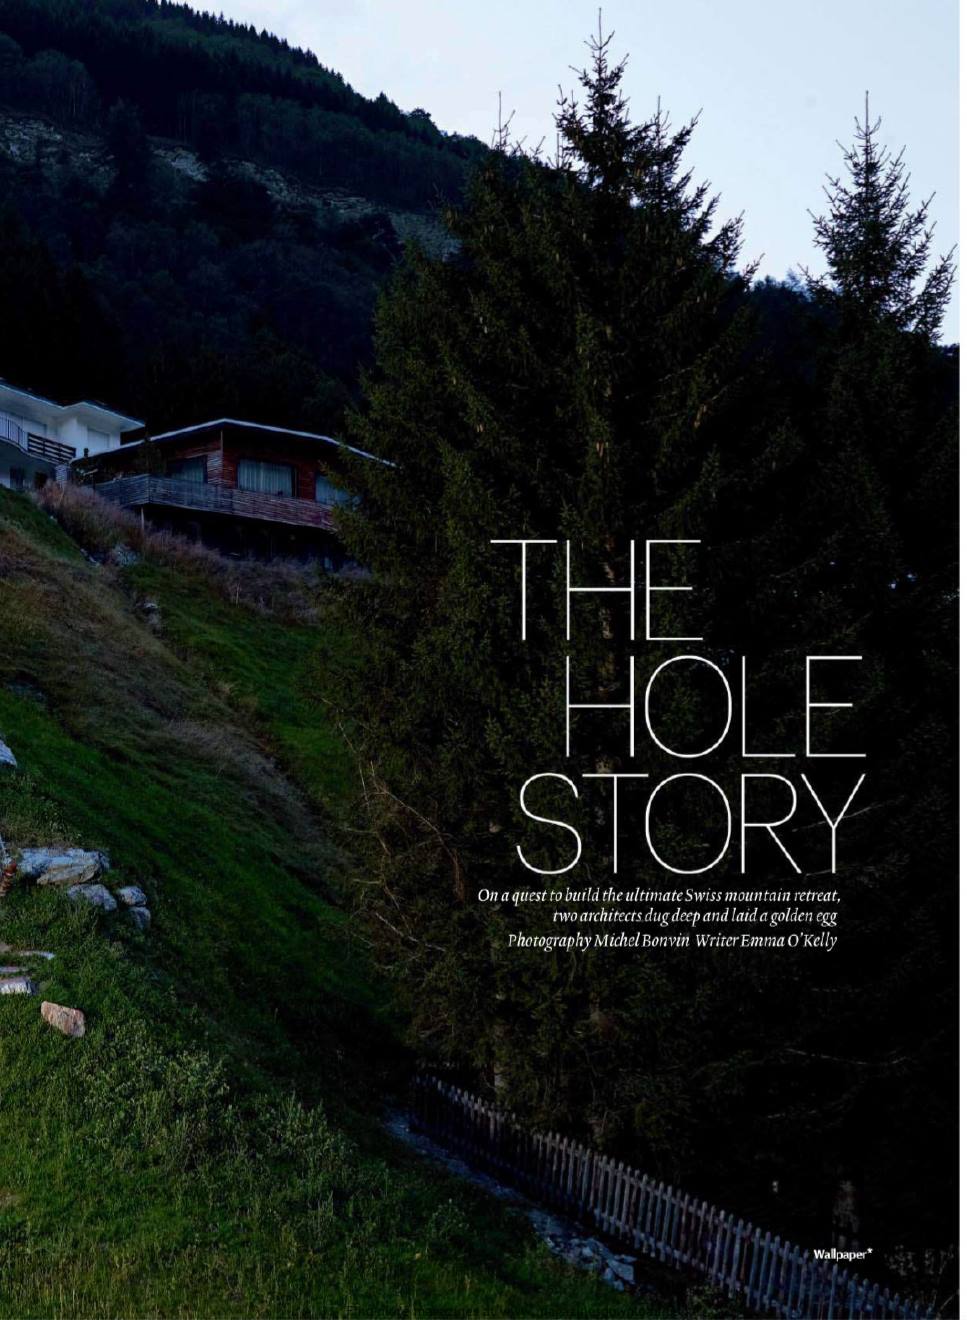 THE
HOLE
STORY
On a quest to build the ultimate Swiss mountain retreat,
two architects dug deep and laid a golden egg
Photography Michel Bonvin Writer Emma O'Kelly
Wallpaper*